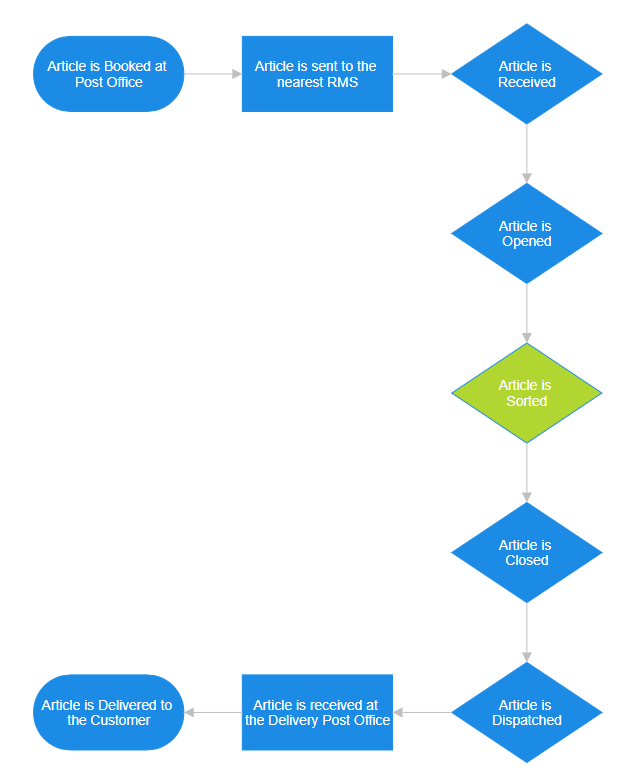 Article is Booked at
Post Office
Article is sent to the
nearest RMS
Article is
Received
Article is
Opened
Article is
Sorted
Article is
Closed
Article is
Dispatched
Article is received at
the Delivery Post Office
Article is Delivered to
the Customer